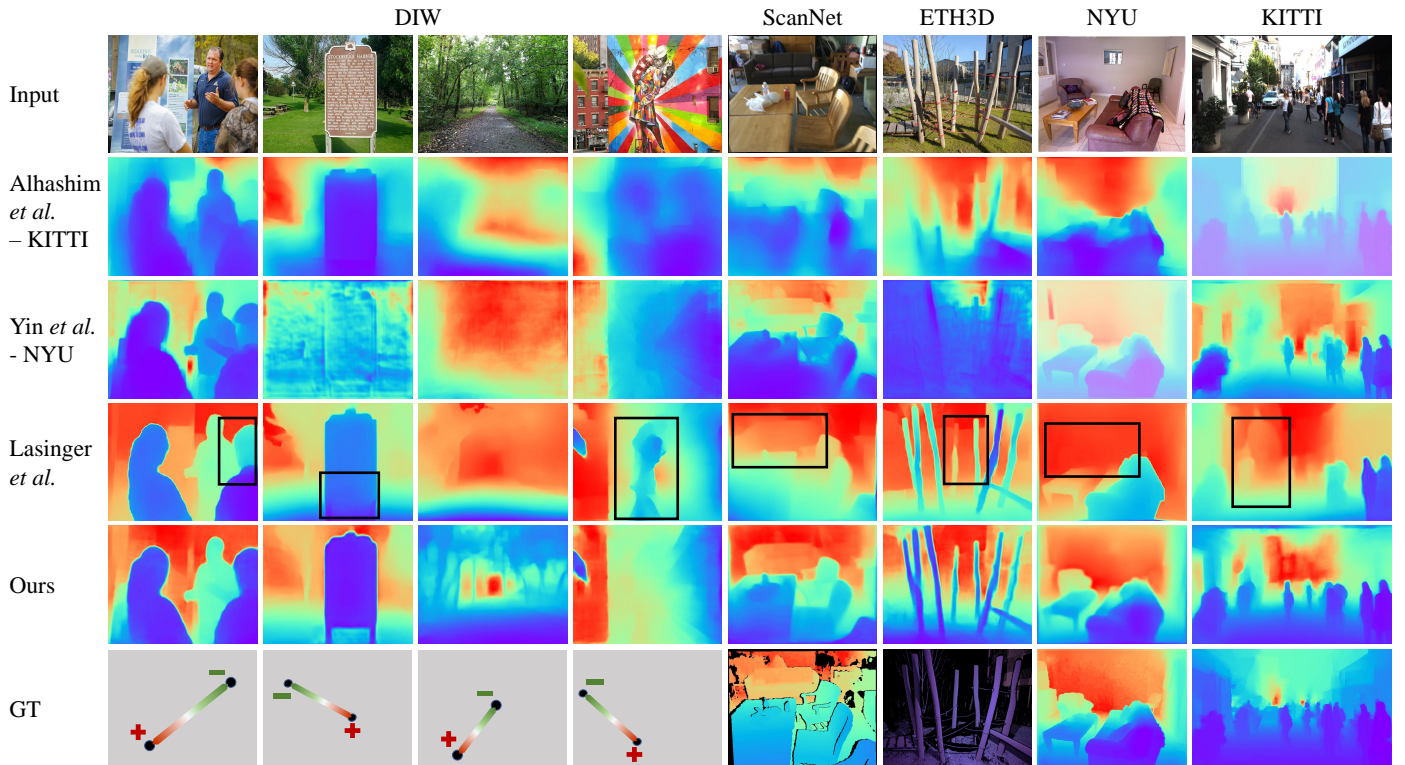 DIW
ScanNet
ETH3D
NYU
KITTI
Input
Alhashim
et al.
– KITTI
Yin et al.
- NYU
Lasinger
et al.
Ours
GT